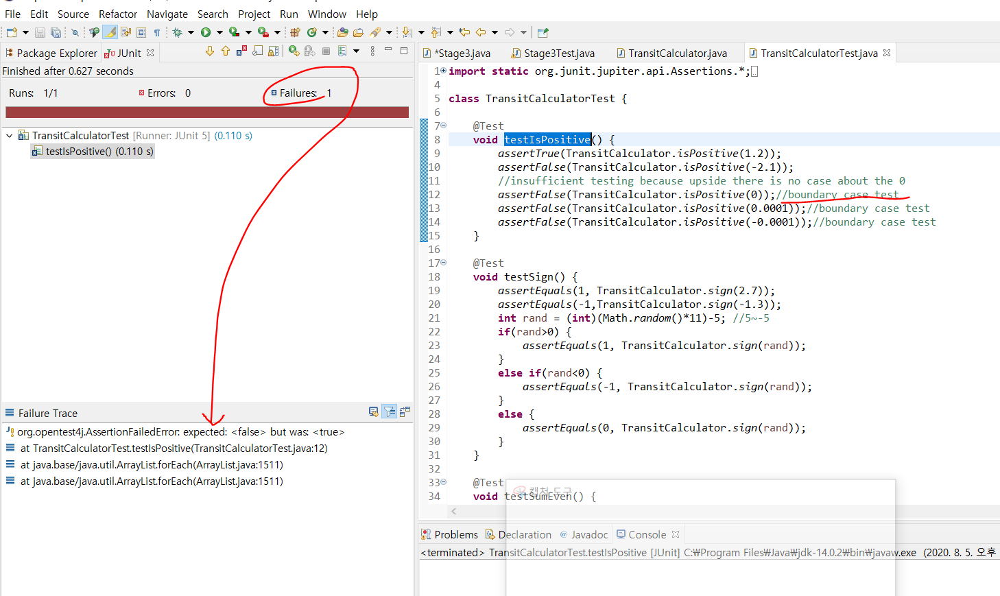 File Edit Source Refactor Navigate Search Project Run Window Help
Package Explorer JUnit
Finished after 0.627 seconds
Runs: 1/1 Errors: 0 Failures: 1
TransitCalculatorTest [Runner: JUnit 5] (0.110 s)
testIsPositive() (0.110 s)
Failure Trace
org.opentest4j.AssertionFailedError: expected: <false> but was: <true>
at TransitCalculatorTest.testIsPositive(TransitCalculatorTest.java:12)
at java.base/java.util.ArrayList.forEach(ArrayList.java:1511)
at java.base/java.util.ArrayList.forEach(ArrayList.java:1511)
*Stage3.java Stage3Test.java TransitCalculator.java TransitCalculatorTest.java
1 import static org.junit.jupiter.api.Assertions.*;
4
5 class TransitCalculatorTest {
6
7 @Test
8 void testIsPositive() {
9 assertTrue(TransitCalculator.isPositive(1.2));
10 assertFalse(TransitCalculator.isPositive(-2.1));
11 //insufficient testing because upside there is no case about the 0
12 assertFalse(TransitCalculator.isPositive(0));//boundary case test
13 assertFalse(TransitCalculator.isPositive(0.0001));//boundary case test
14 assertFalse(TransitCalculator.isPositive(-0.0001));//boundary case test
15 }
16
17 @Test
18 void testSign() {
19 assertEquals(1, TransitCalculator.sign(2.7));
20 assertEquals(-1,TransitCalculator.sign(-1.3));
21 int rand = (int)(Math.random()*11)-5; //5~-5
22 if(rand>0) {
23 assertEquals(1, TransitCalculator.sign(rand));
24 }
25 else if(rand<0) {
26 assertEquals(-1, TransitCalculator.sign(rand));
27 }
28 else {
29 assertEquals(0, TransitCalculator.sign(rand));
30 }
31 }
32
33 @Test
34 void testSumEven() {
캡처 도구
Problems Declaration Javadoc Console
<terminated> TransitCalculatorTest.testIsPositive [JUnit] C:₩Program Files₩Java₩jdk-14.0.2₩bin₩javaw.exe (2020. 8. 5. 오후